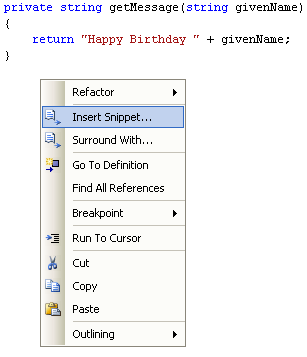 private string getMessage(string givenName)
{
    return "Happy Birthday " + givenName;
}
Refactor
Insert Snippet...
Surround With...
Go To Definition
Find All References
Breakpoint
Run To Cursor
Cut
Copy
Paste
Outlining